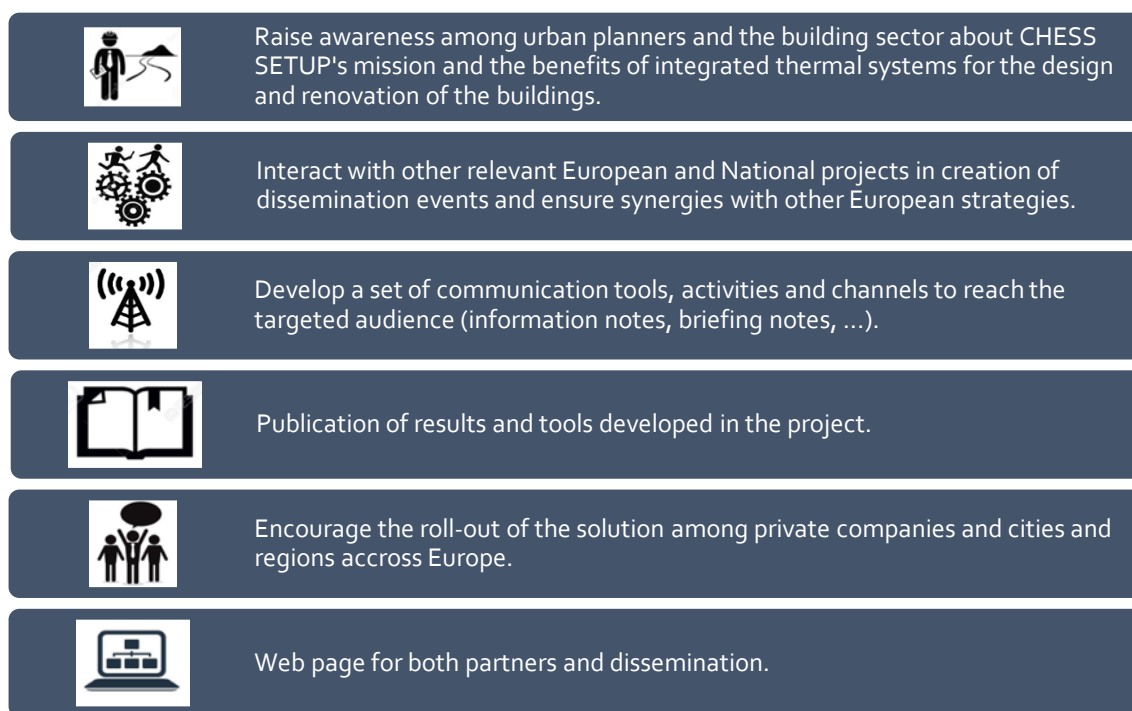 Raise awareness among urban planners and the building sector about CHESS
SETUP's mission and the benefits of integrated thermal systems for the design
and renovation of the buildings.
Interact with other relevant European and National projects in creation of
dissemination events and ensure synergies with other European strategies.
Develop a set of communication tools, activities and channels to reach the
targeted audience (information notes, briefing notes, ...).
Publication of results and tools developed in the project.
Encourage the roll-out of the solution among private companies and cities and
regions accross Europe.
Web page for both partners and dissemination.